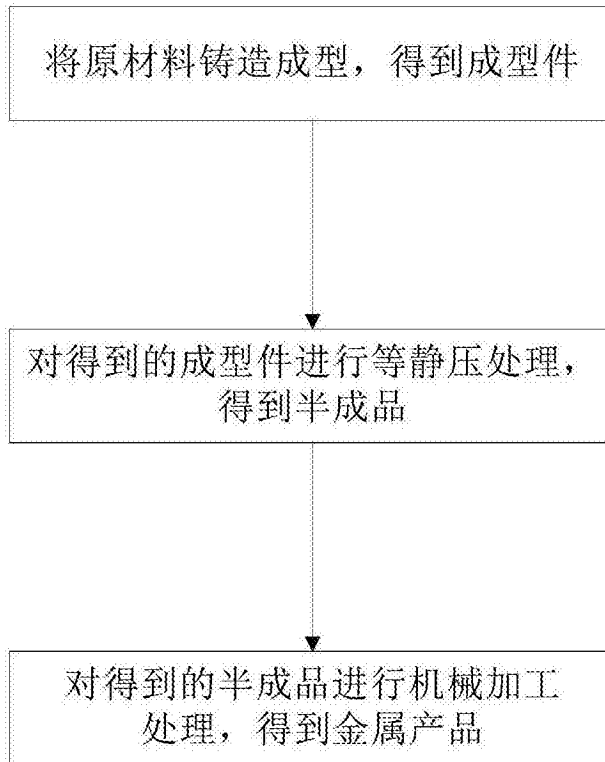 将原材料铸造成型，得到成型件
对得到的成型件进行等静压处理，
得到半成品
对得到的半成品进行机械加工
处理，得到金属产品